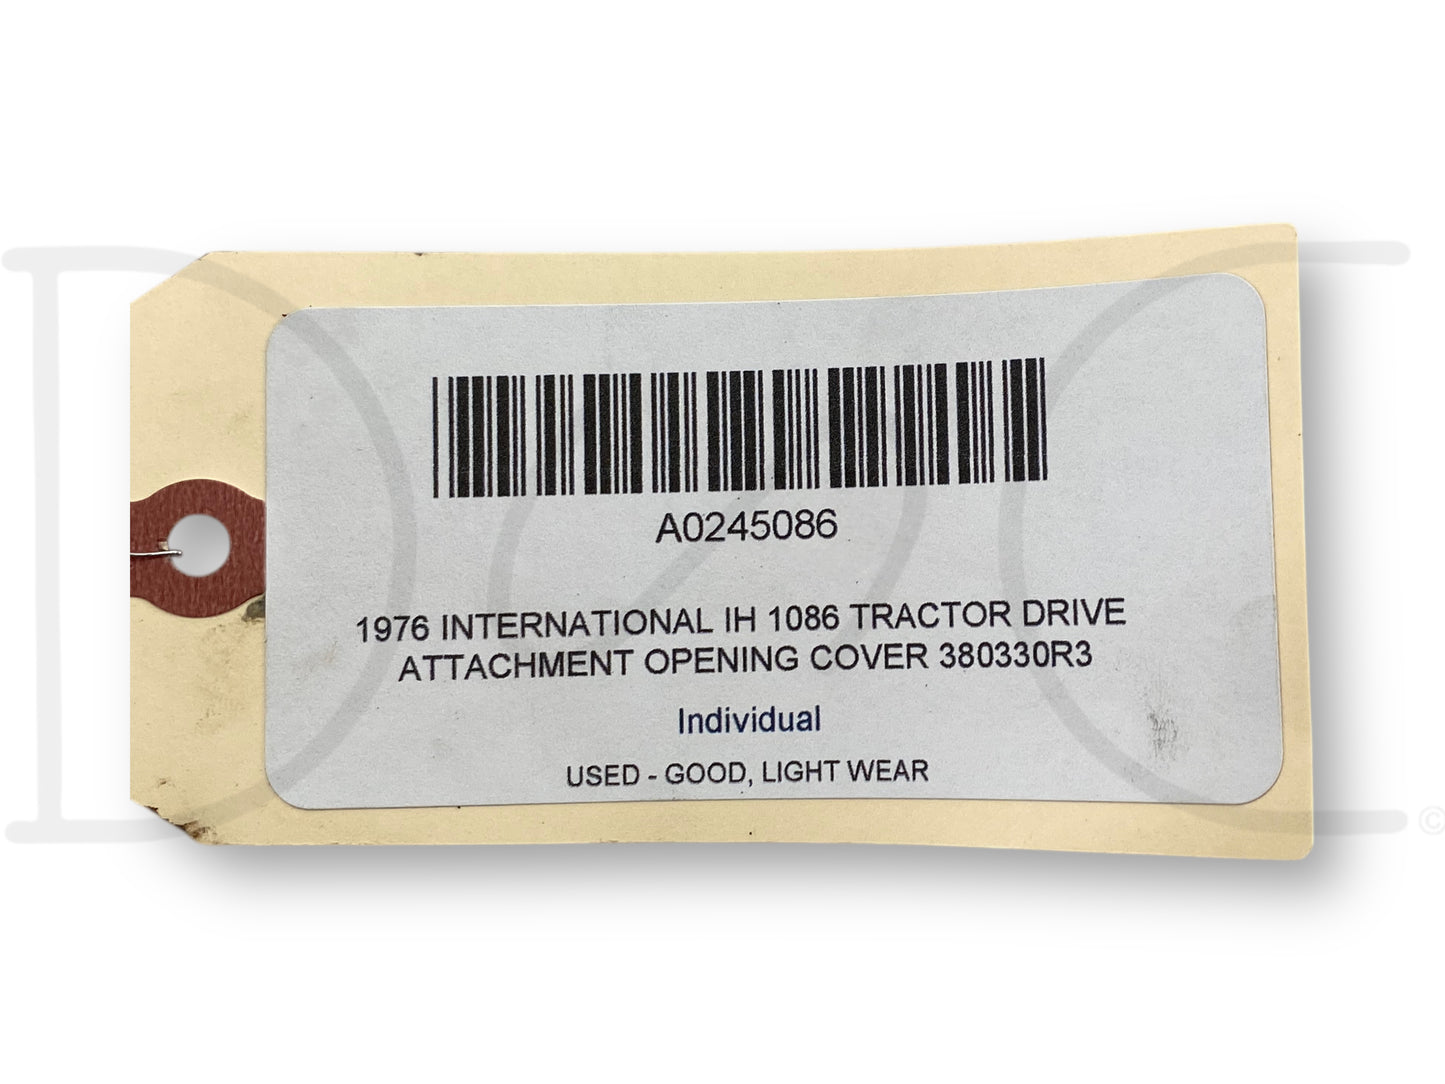 A0245086
1976 INTERNATIONAL IH 1086 TRACTOR DRIVE
ATTACHMENT OPENING COVER 380330R3
Individual
USED - GOOD, LIGHT WEAR
©